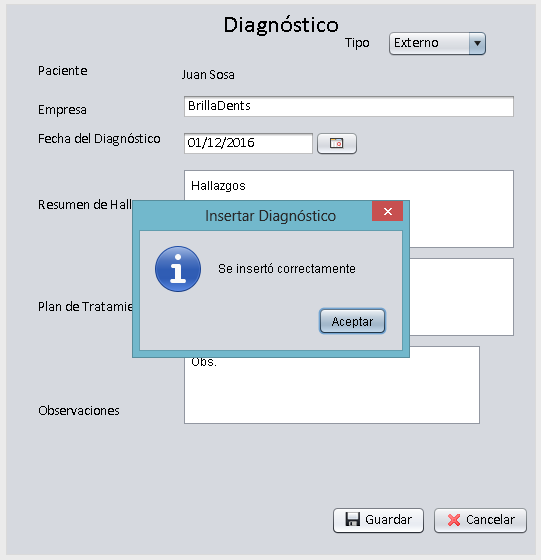 Diagnóstico
Tipo Externo
Paciente Juan Sosa
Empresa BrillaDents
Fecha del Diagnóstico 01/12/2016
Hallazgos
Resumen de Hall
Insertar Diagnóstico
Se insertó correctamente
Aceptar
Plan de Tratamie
Obs.
Observaciones
Guardar Cancelar